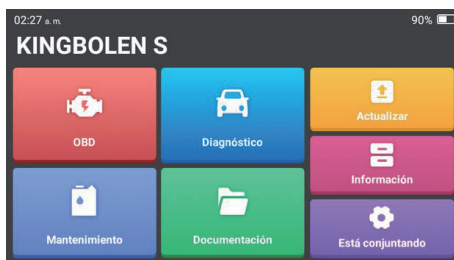 02:27 a. m. 90%
KINGBOLEN S
OBD
Diagnóstico
Actualizar
Información
Mantenimiento
Documentación
Está conjuntando